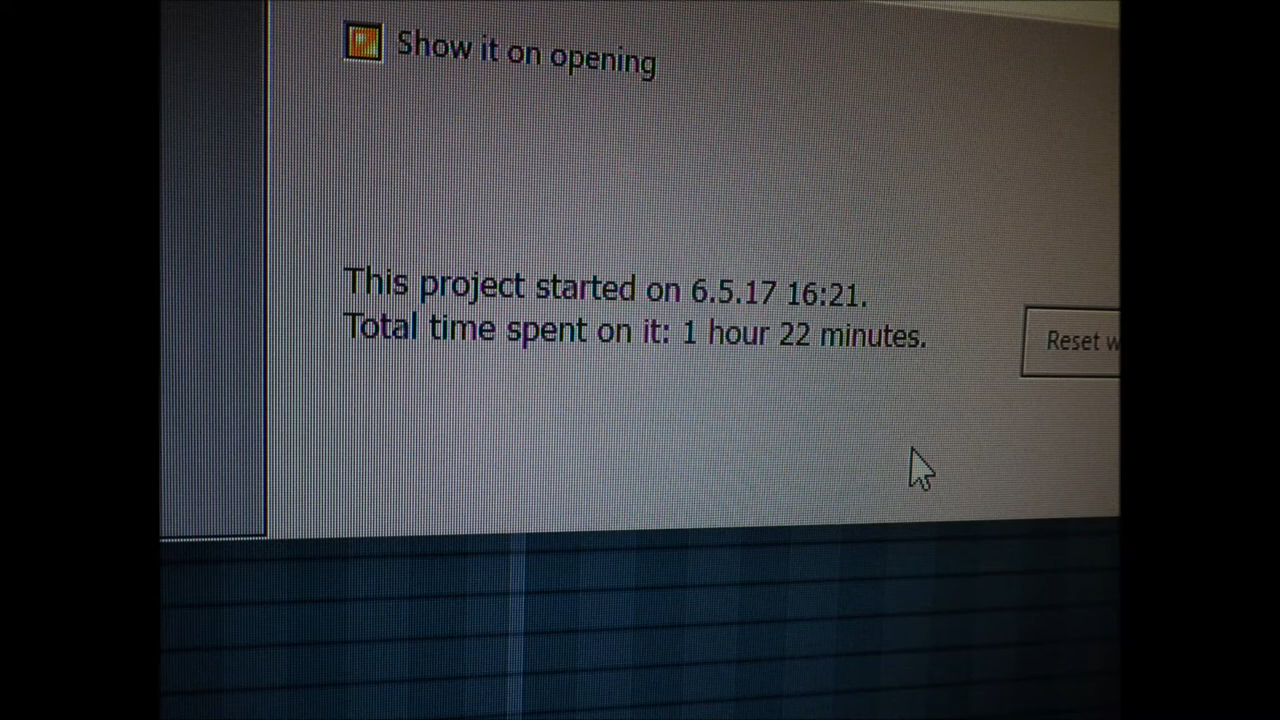 Show it on opening
This project started on 6.5.17 16:21.
Total time spent on it: 1 hour 22 minutes.
Reset